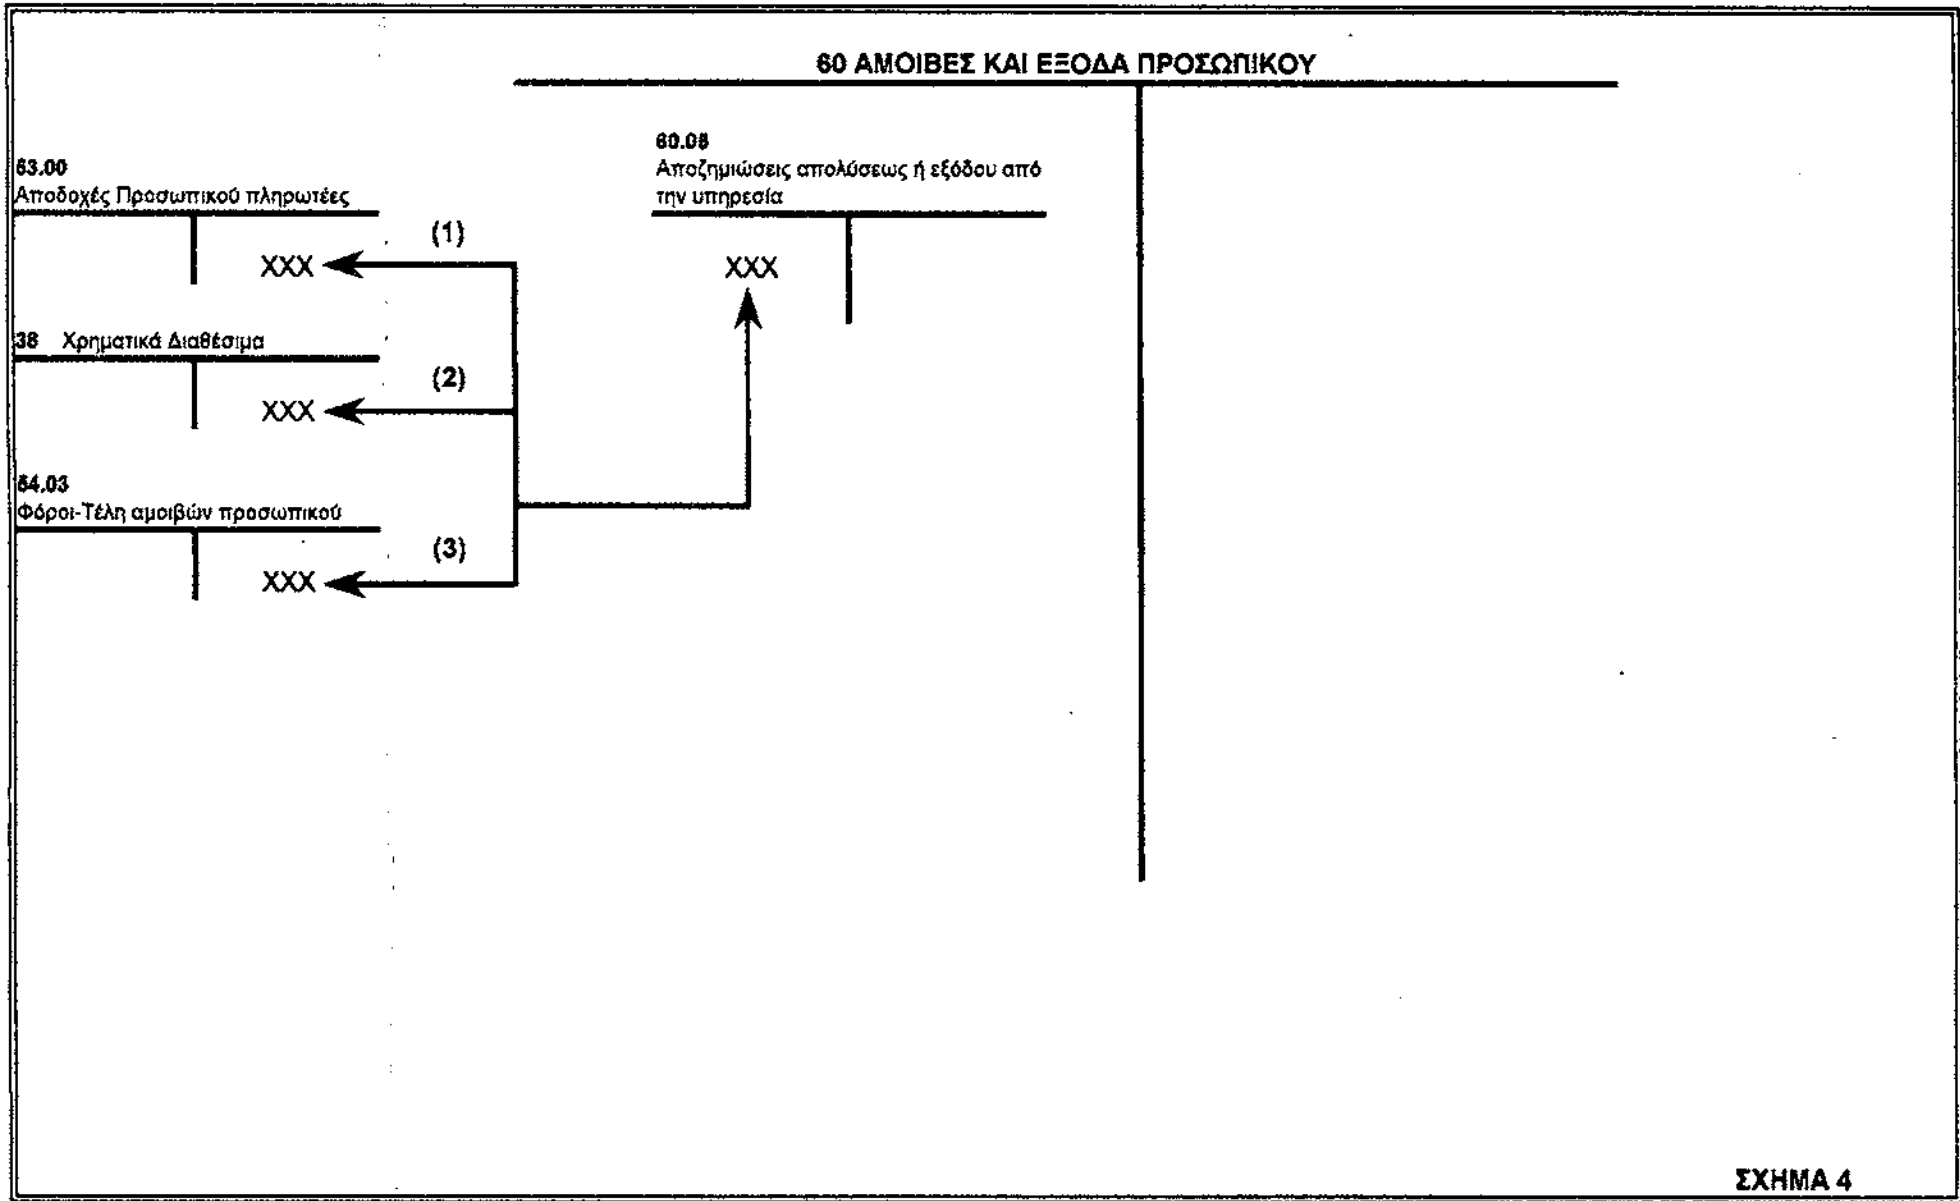 60 ΑΜΟΙΒΕΣ ΚΑΙ ΕΞΟΔΑ ΠΡΟΣΩΠΙΚΟΥ
53.00
Αποδοχές Προσωπικού πληρωτέες
60.05
Αποζημιώσεις απολύσεως ή εξόδου από
την υπηρεσία
(1)
XXX
XXX
38 Χρηματικά Διαθέσιμα
(2)
XXX
54.03
Φόροι-Τέλη αμοιβών προσωπικού
(3)
XXX
ΣΧΗΜΑ 4